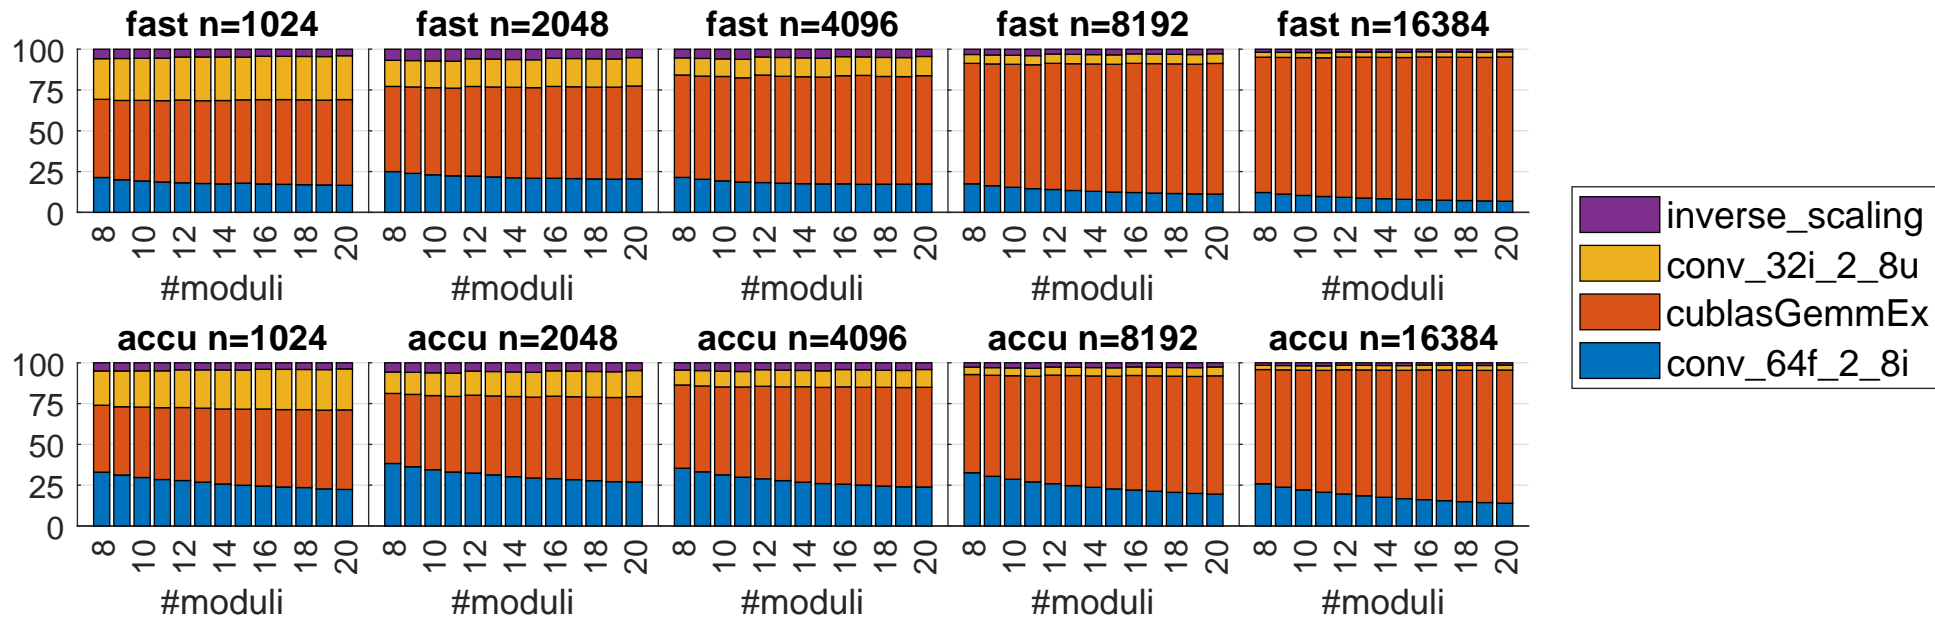 fast n=1024 fast n=2048 fast n=4096 fast n=8192 fast n=16384
100
75
50
25
0
8 10 12 14 16 18 20 8 10 12 14 16 18 20 8 10 12 14 16 18 20 8 10 12 14 16 18 20 8 10 12 14 16 18 20
#moduli #moduli #moduli #moduli #moduli
accu n=1024 accu n=2048 accu n=4096 accu n=8192 accu n=16384
100
75
50
25
0
8 10 12 14 16 18 20 8 10 12 14 16 18 20 8 10 12 14 16 18 20 8 10 12 14 16 18 20 8 10 12 14 16 18 20
#moduli #moduli #moduli #moduli #moduli
inverse_scaling
conv_32i_2_8u
cublasGemmEx
conv_64f_2_8i